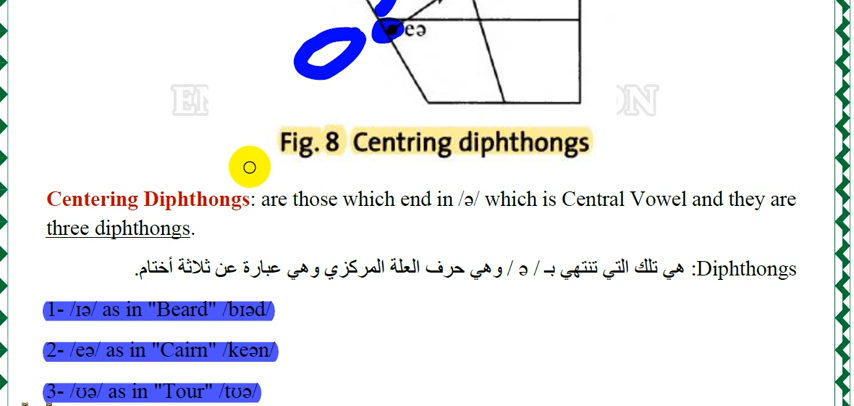 eə
Fig. 8 Centring diphthongs
Centering Diphthongs: are those which end in /ə/ which is Central Vowel and they are
three diphthongs.
Diphthongs: هي تلك التي تنتهي بـ / ə / وهي حرف العلة المركزي وهي عبارة عن ثلاثة أختام.
1- /ɪə/ as in "Beard" /bɪəd/
2- /eə/ as in "Cairn" /keən/
3- /ʊə/ as in "Tour" /tʊə/